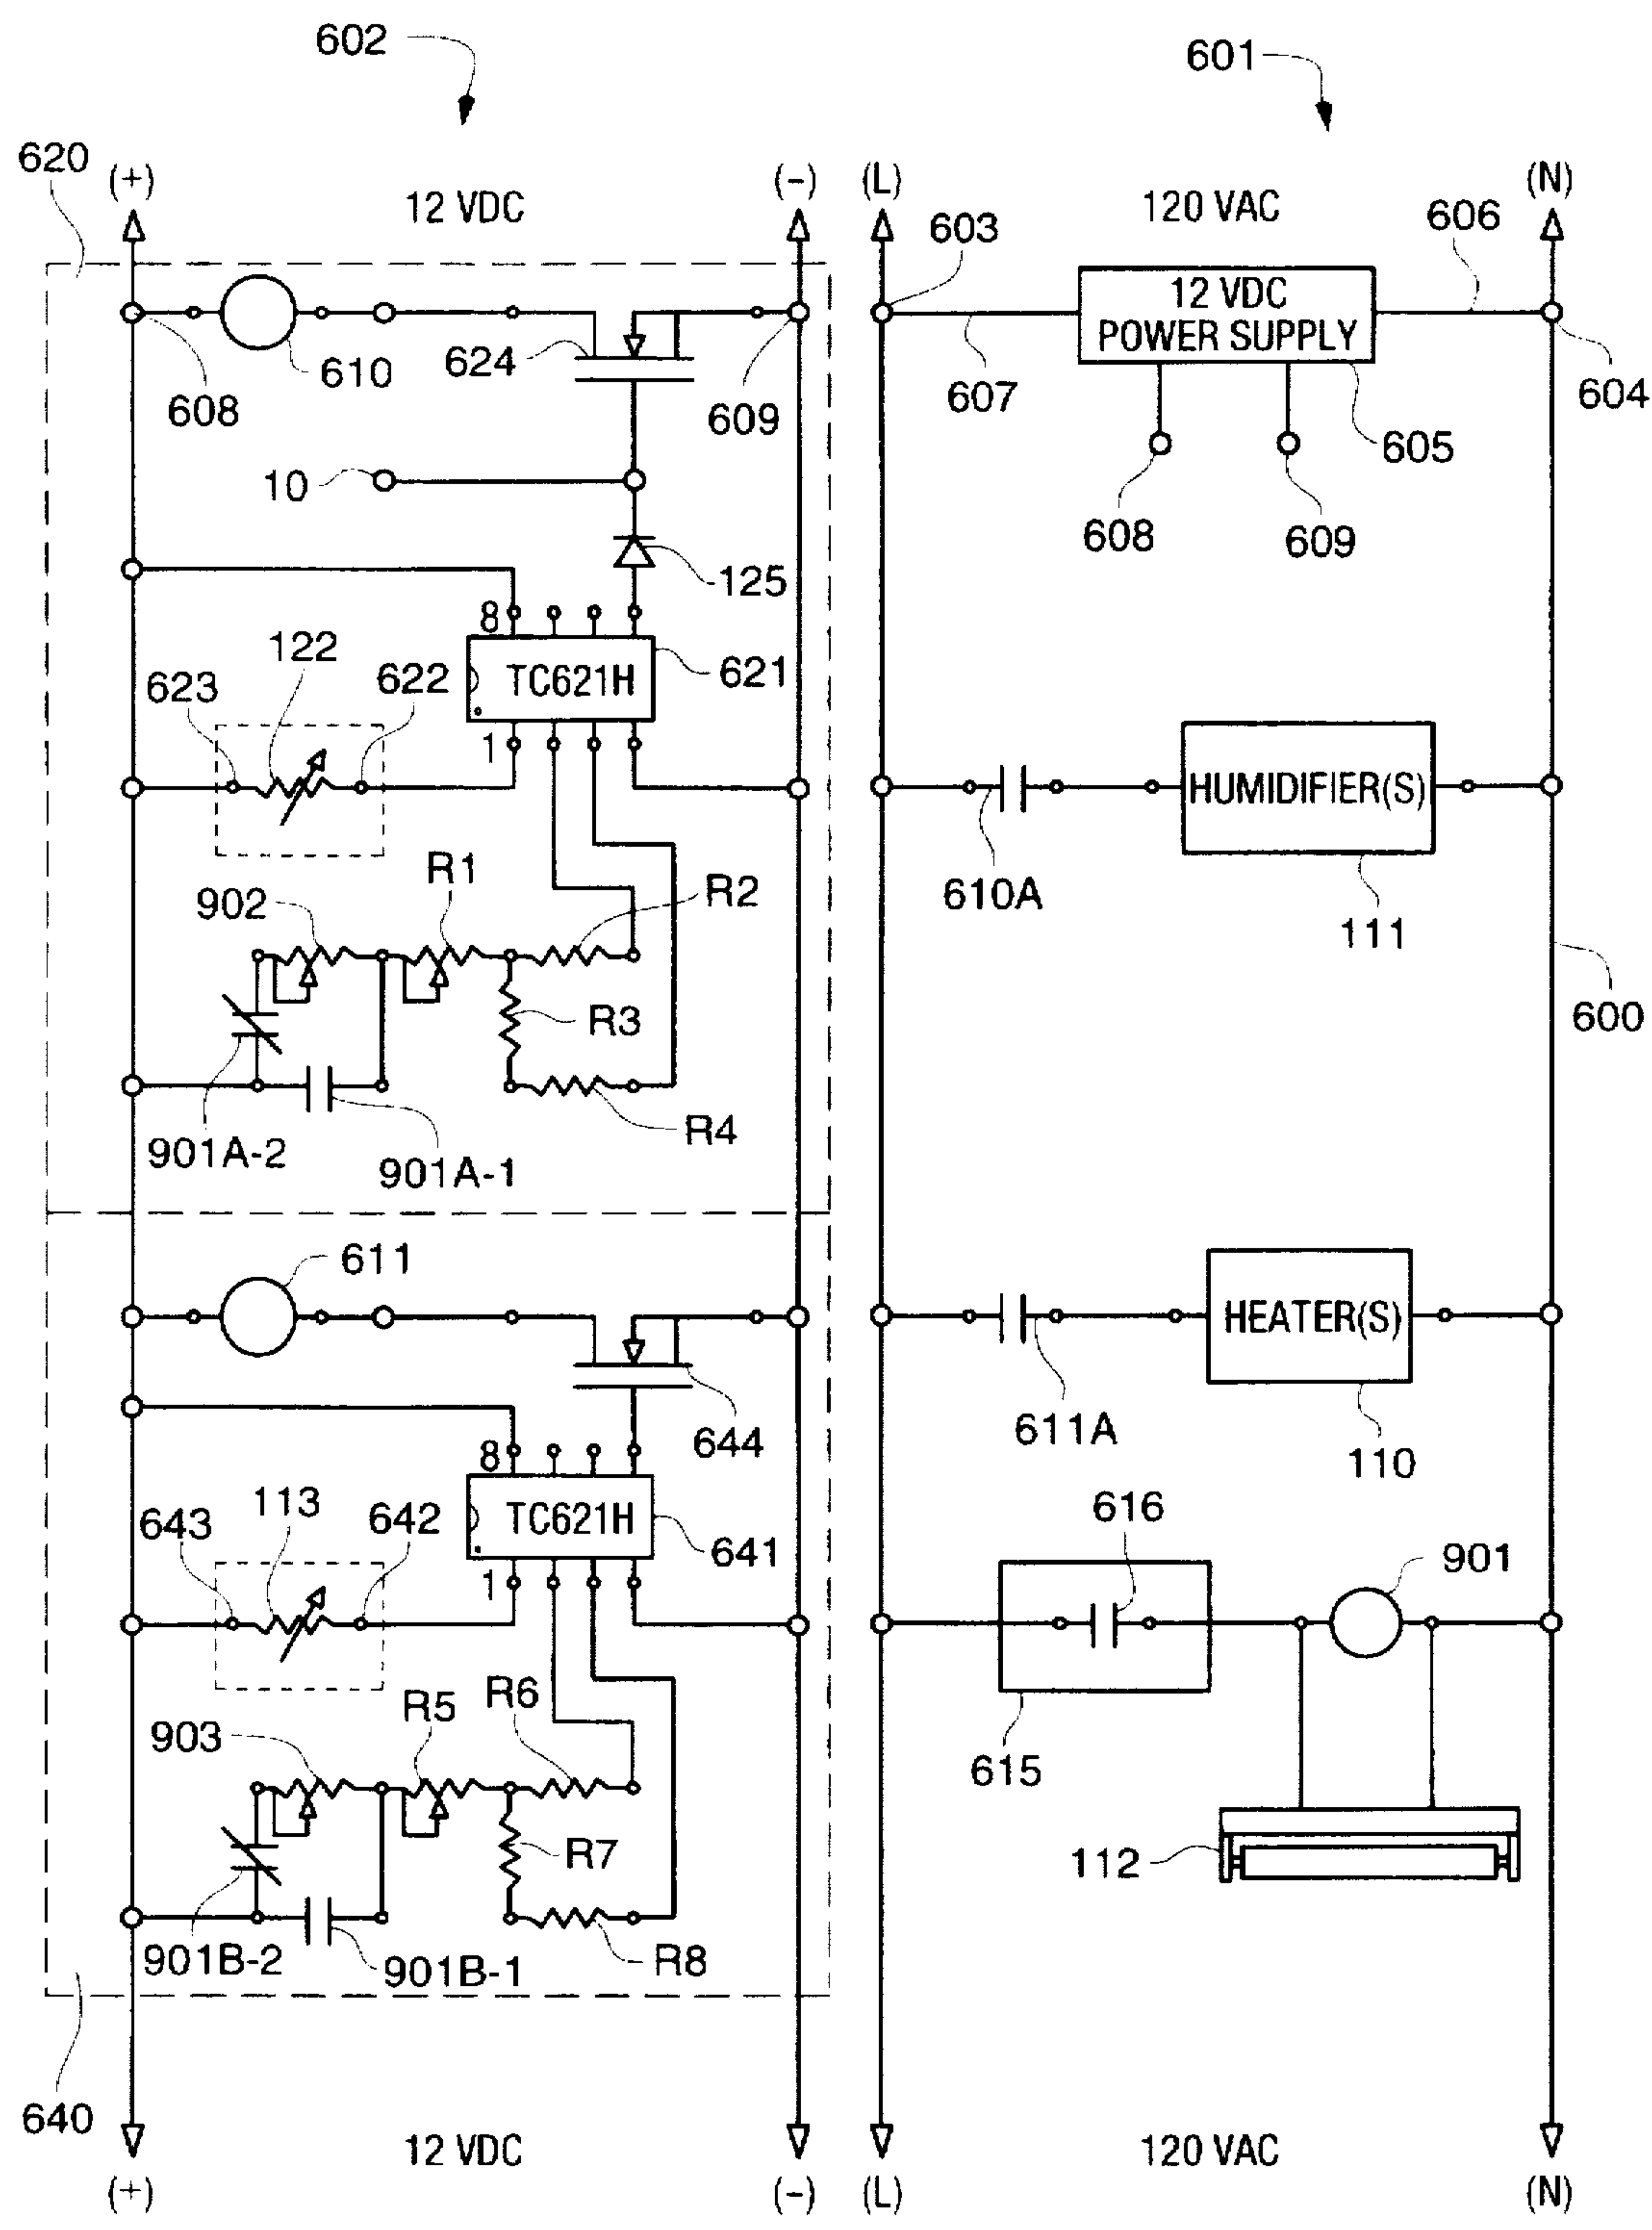 602
601
620
(+)
(-)
(L)
(N)
12 VDC
120 VAC
603
606
12 VDC
POWER SUPPLY
624
610
608
609
607
604
605
10
608
609
125
8
122
TC621H
621
623
622
1
HUMIDIFIER(S)
R1
R2
902
610A
111
R3
600
R4
901A-2
901A-1
611
HEATER(S)
644
611A
110
8
113
642
TC621H
616
643
641
901
1
R6
R5
903
615
R7
112
901B-2
901B-1
R8
640
12 VDC
120 VAC
(+)
(-)
(L)
(N)